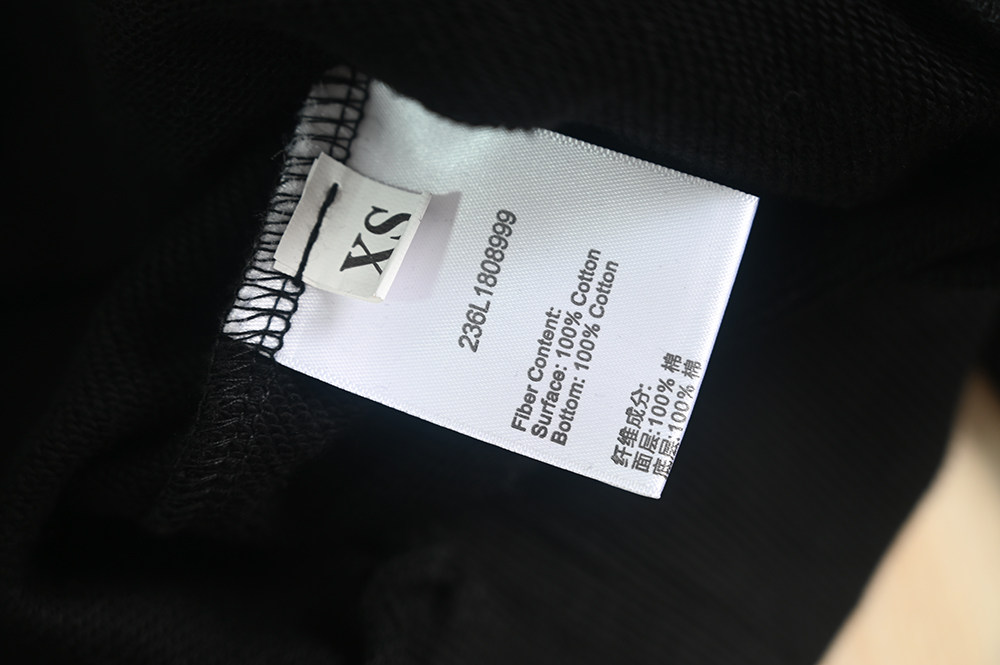 XS
236L1808999
Fiber Content:
Surface: 100% Cotton
Bottom: 100% Cotton
纤维成分:
面层:100% 棉
底层:100% 棉